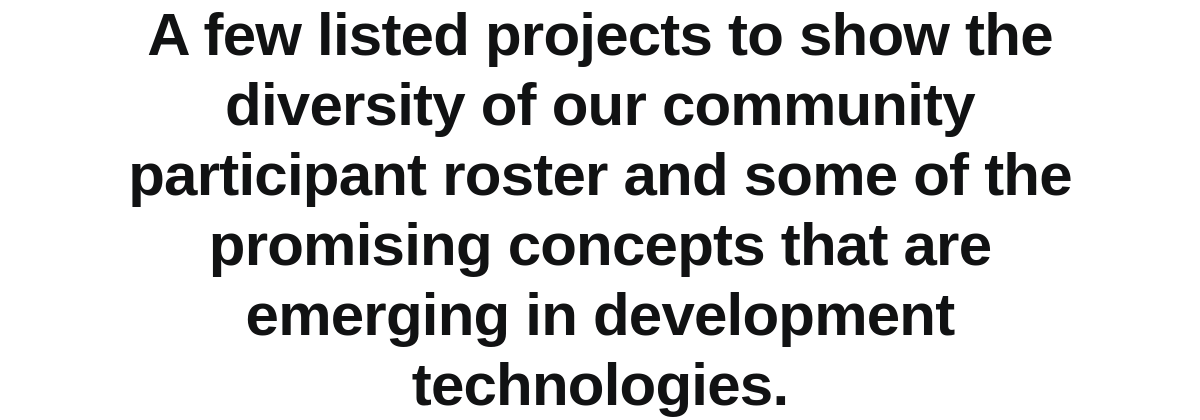 A few listed projects to show the
diversity of our community
participant roster and some of the
promising concepts that are
emerging in development
technologies.